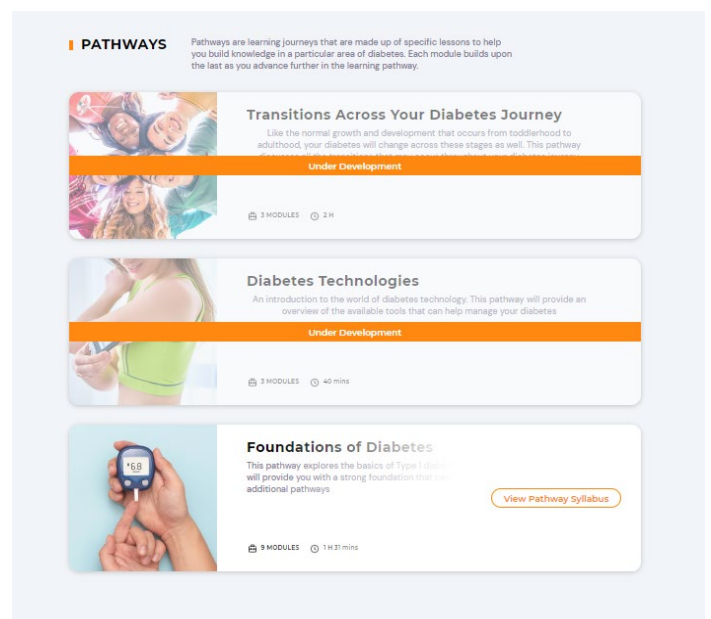 PATHWAYS
Pathways are learning journeys that are made up of specific lessons to help
you build knowledge in a particular area of diabetes. Each module builds upon
the last as you advance further in the learning pathway.
Transitions Across Your Diabetes Journey
Like the normal growth and development that occurs from toddlerhood to
adulthood, your diabetes will change across these stages as well. This pathway
Under Development
3 MODULES 2 H
Diabetes Technologies
An introduction to the world of diabetes technology. This pathway will provide an
overview of the available tools that can help manage your diabetes
Under Development
3 MODULES 40 mins
6.8
Foundations of Diabetes
This pathway explores the basics of Type 1
will provide you with a strong foundation that
additional pathways
View Pathway Syllabus
9 MODULES 1 H 31 mins